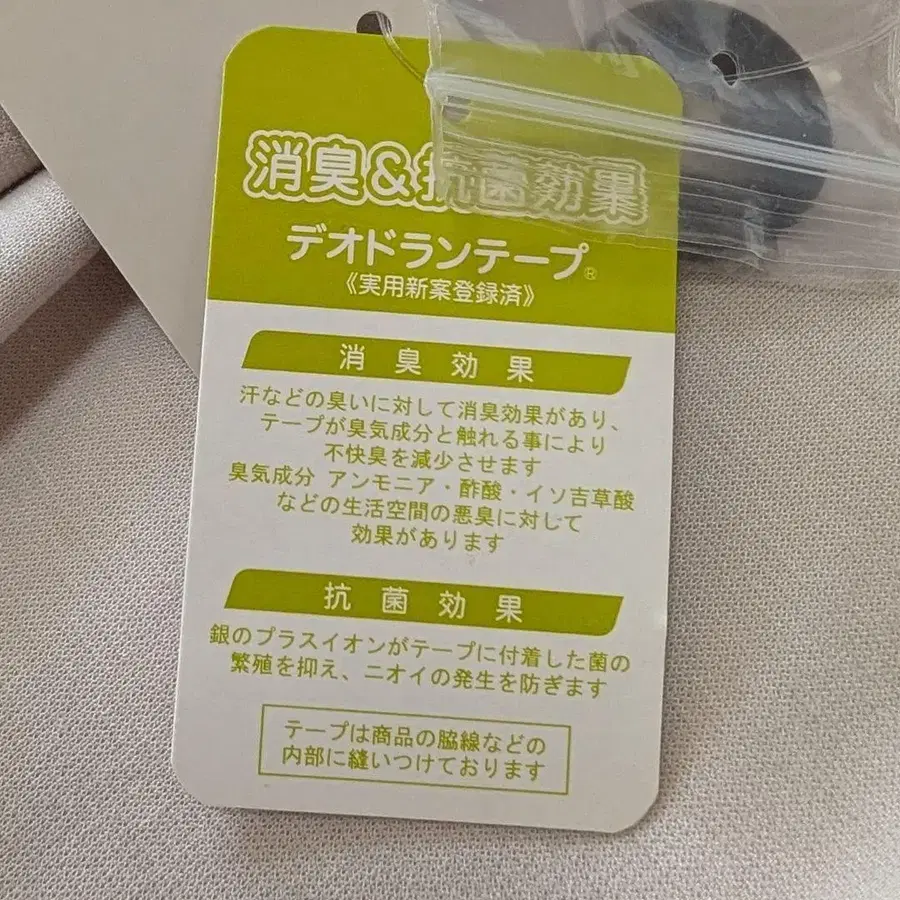 消臭&抗菌効果
デオドランテープ®
《実用新案登録済》
消臭効果
汗などの臭いに対して消臭効果があり、
テープが臭気成分と触れる事により
不快臭を減少させます
臭気成分 アンモニア・酢酸・イソ吉草酸
などの生活空間の悪臭に対して
効果があります
抗菌効果
銀のプラスイオンがテープに付着した菌の
繁殖を抑え、ニオイの発生を防ぎます
テープは商品の脇線などの
内部に縫いつけております